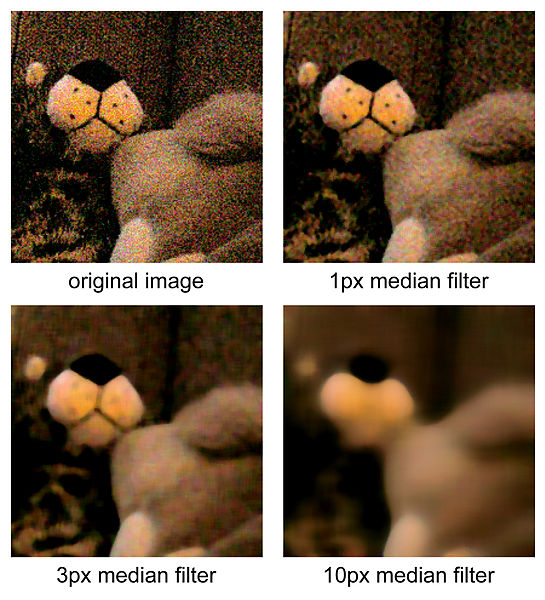 original image
1px median filter
3px median filter
10px median filter